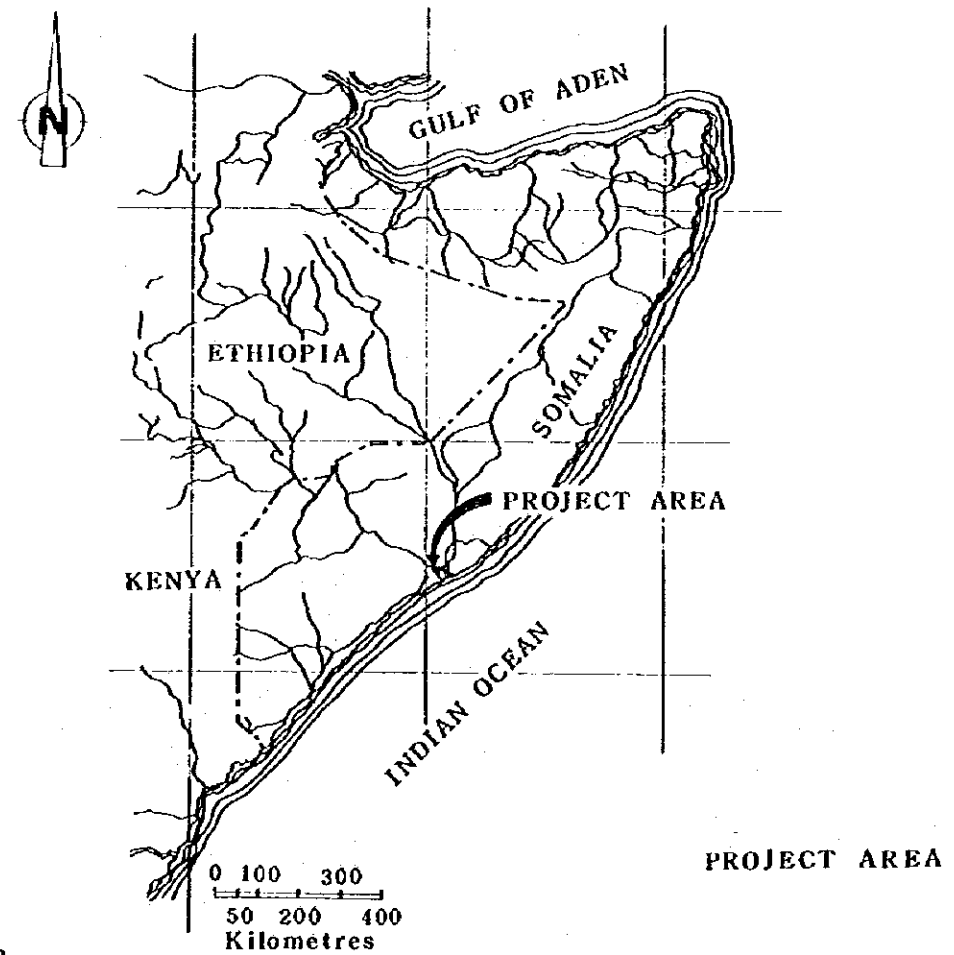 N
GULF OF ADEN
ETHIOPIA
SOMALIA
PROJECT AREA
KENYA
INDIAN OCEAN
PROJECT AREA
0 100 300
50 200 400
Kilometres